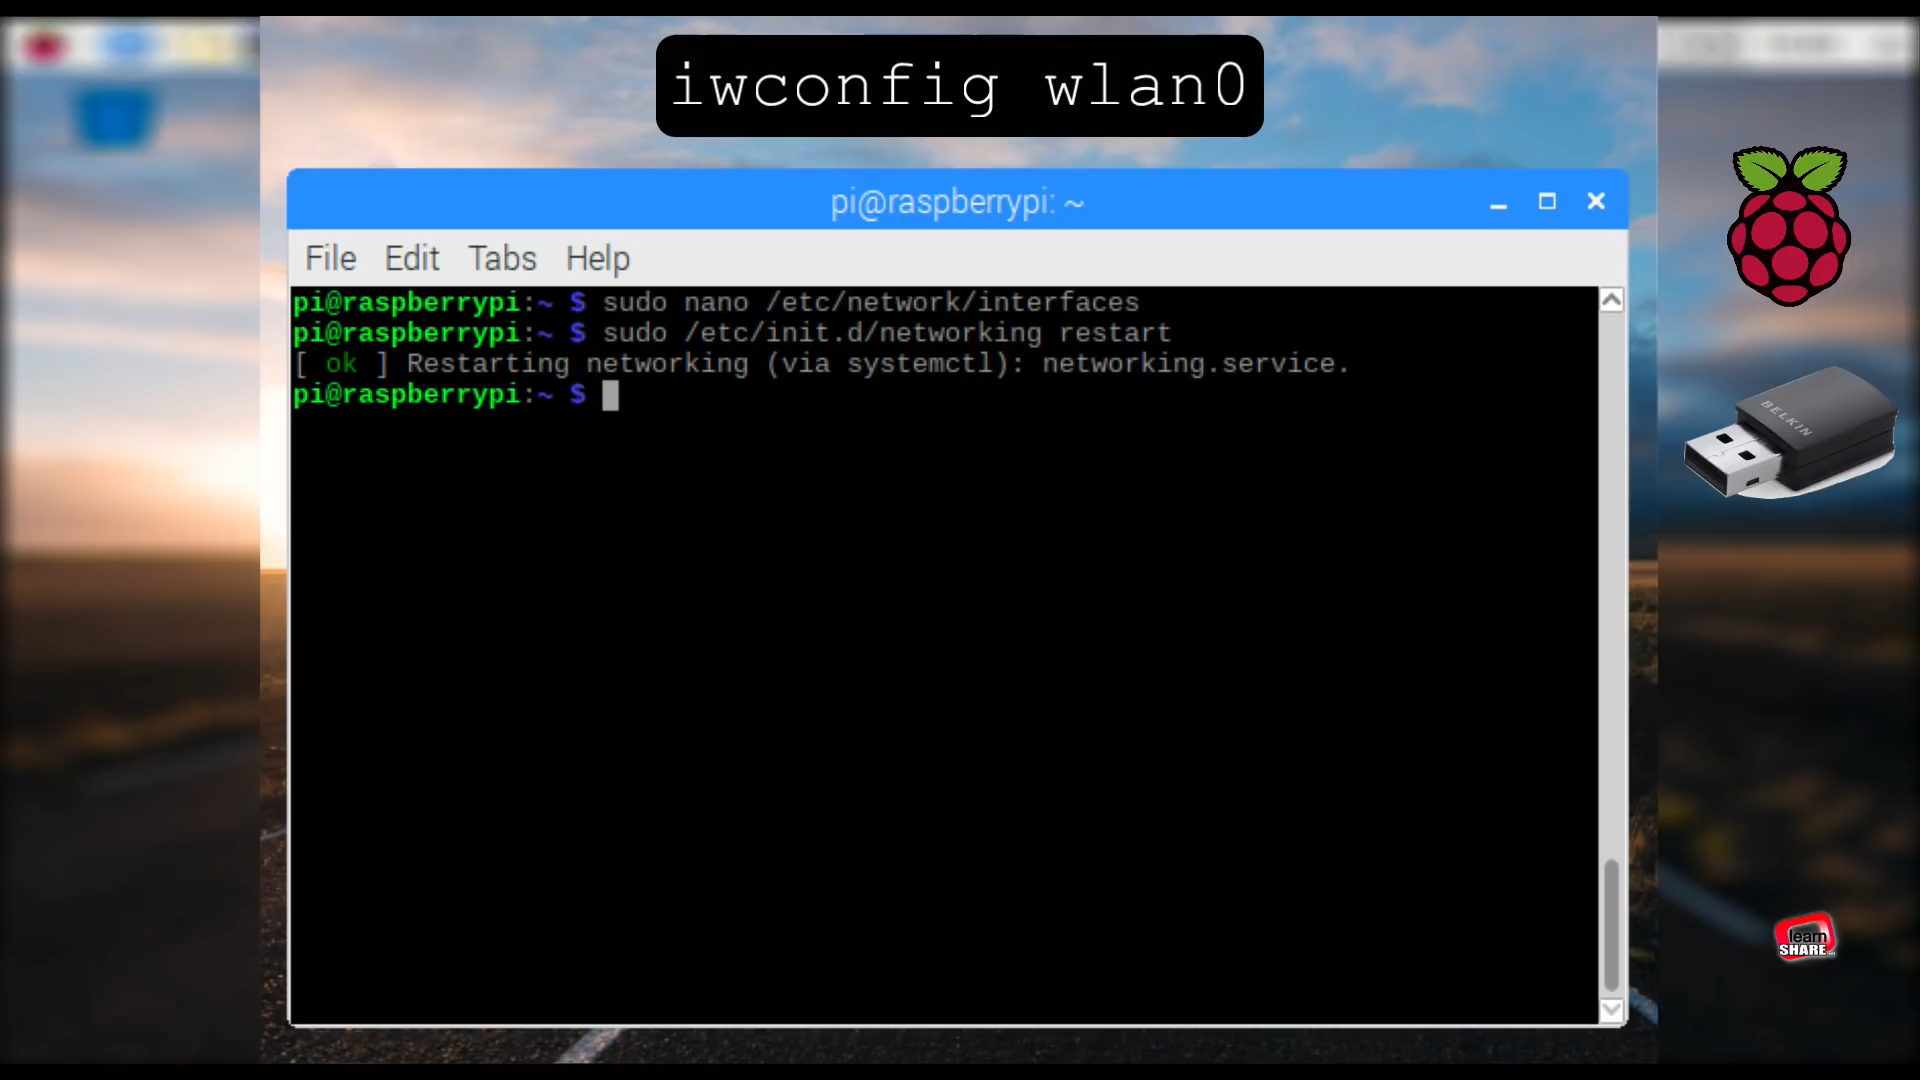 iwconfig wlan0
pi@raspberrypi: ~
File Edit Tabs Help
pi@raspberrypi:~ $ sudo nano /etc/network/interfaces
pi@raspberrypi:~ $ sudo /etc/init.d/networking restart
[ ok ] Restarting networking (via systemctl): networking.service.
pi@raspberrypi:~ $
BELKIN
learn
SHARE